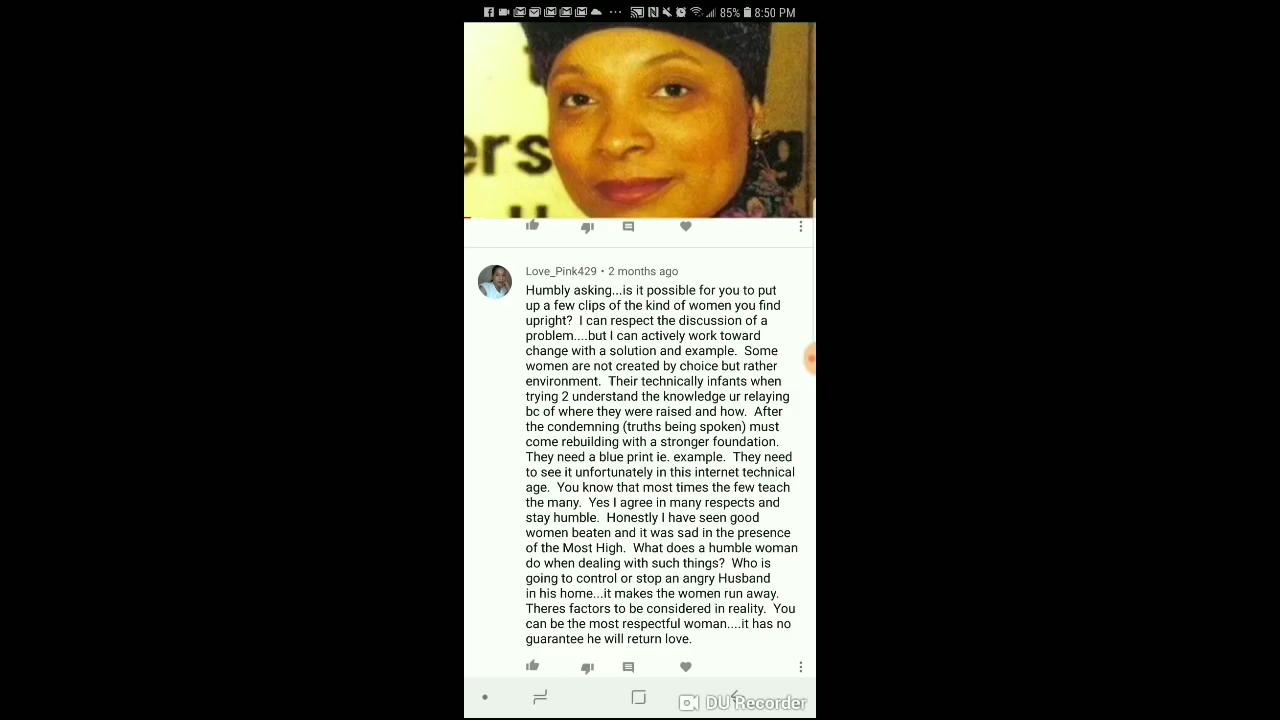 85% 8:50 PM
ers
g
Love_Pink429 • 2 months ago
Humbly asking...is it possible for you to put
up a few clips of the kind of women you find
upright?  I can respect the discussion of a
problem....but I can actively work toward
change with a solution and example.  Some
women are not created by choice but rather
environment.  Their technically infants when
trying 2 understand the knowledge ur relaying
bc of where they were raised and how.  After
the condemning (truths being spoken) must
come rebuilding with a stronger foundation.
They need a blue print ie. example.  They need
to see it unfortunately in this internet technical
age.  You know that most times the few teach
the many.  Yes I agree in many respects and
stay humble.  Honestly I have seen good
women beaten and it was sad in the presence
of the Most High.  What does a humble woman
do when dealing with such things?  Who is
going to control or stop an angry Husband
in his home...it makes the women run away.
Theres factors to be considered in reality.  You
can be the most respectful woman....it has no
guarantee he will return love.
DU Recorder